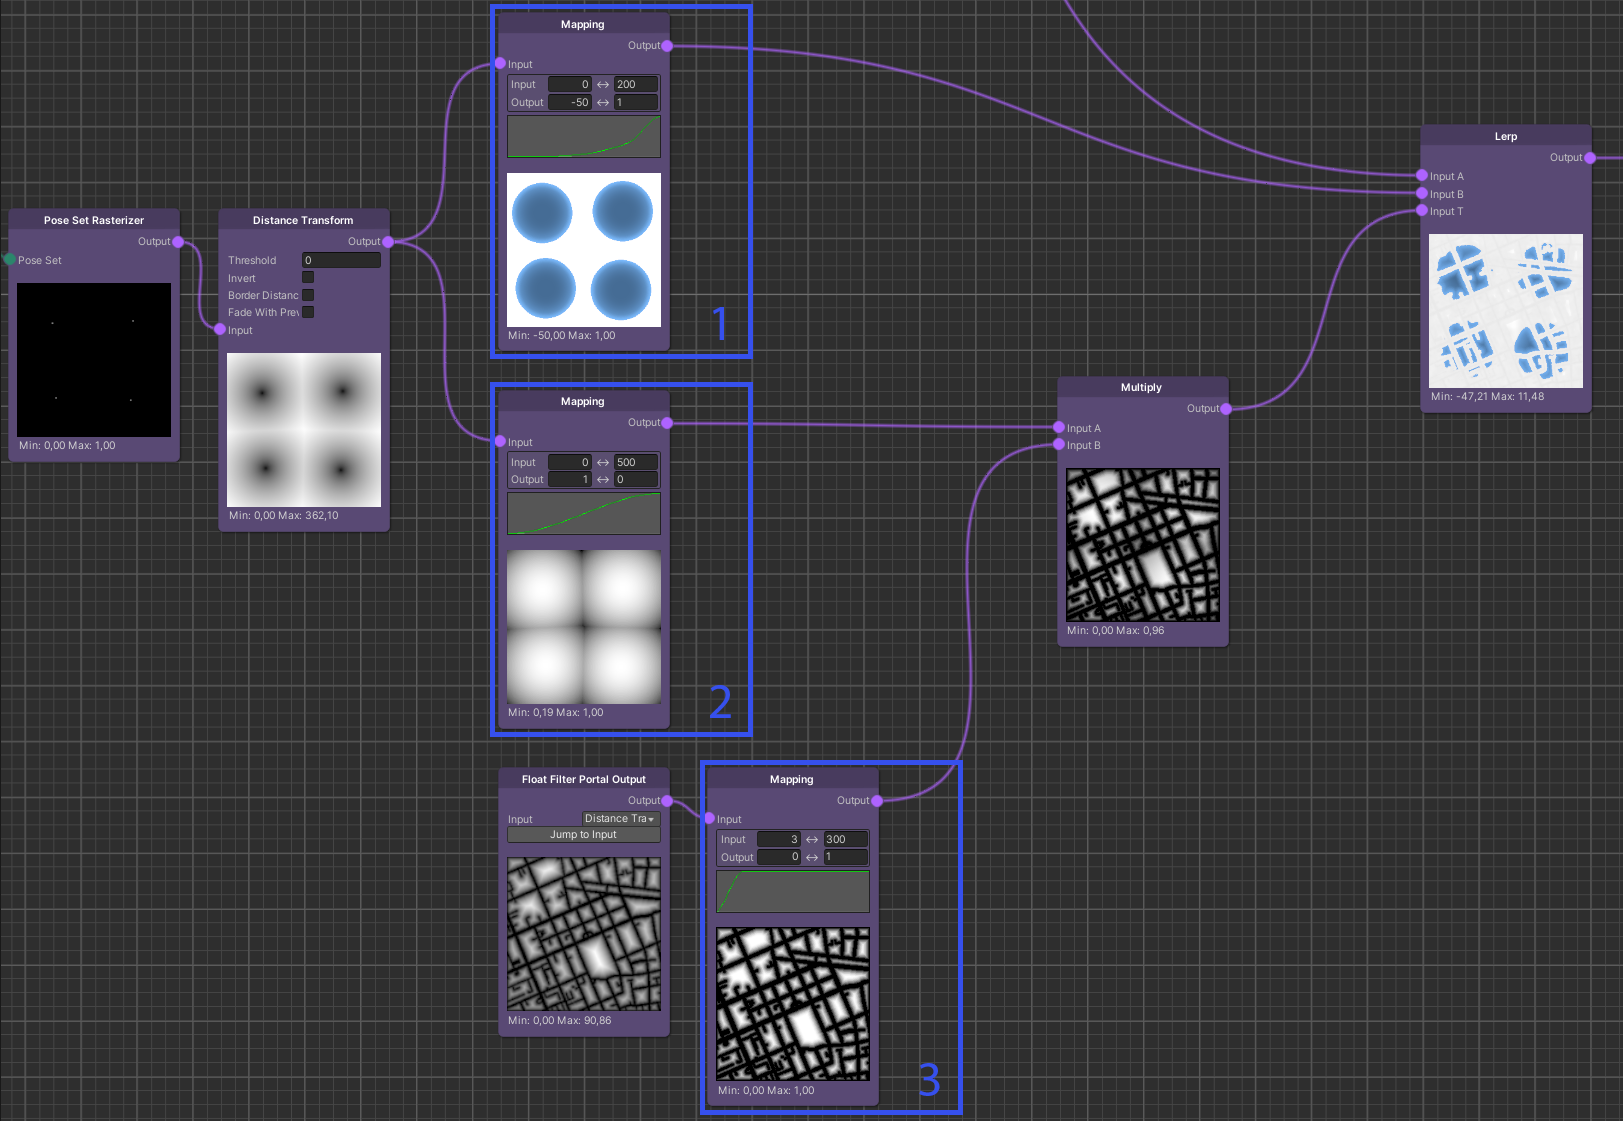 Pose Set Rasterizer
Output
Pose Set
Min: 0,00 Max: 1,00
Distance Transform
Output
Threshold 0
Invert
Border Distanc
Fade With Prev
Input
Min: 0,00 Max: 362,10
Mapping
Output
Input
Input 0 ↔ 200
Output -50 ↔ 1
Min: -50,00 Max: 1,00
1
Mapping
Output
Input
Input 0 ↔ 500
Output 1 ↔ 0
Min: 0,19 Max: 1,00
2
Float Filter Portal Output
Output
Input Distance Tra
Jump to Input
Min: 0,00 Max: 90,86
Mapping
Output
Input
Input 3 ↔ 300
Output 0 ↔ 1
Min: 0,00 Max: 1,00
3
Multiply
Output
Input A
Input B
Min: 0,00 Max: 0,96
Lerp
Output
Input A
Input B
Input T
Min: -47,21 Max: 11,48